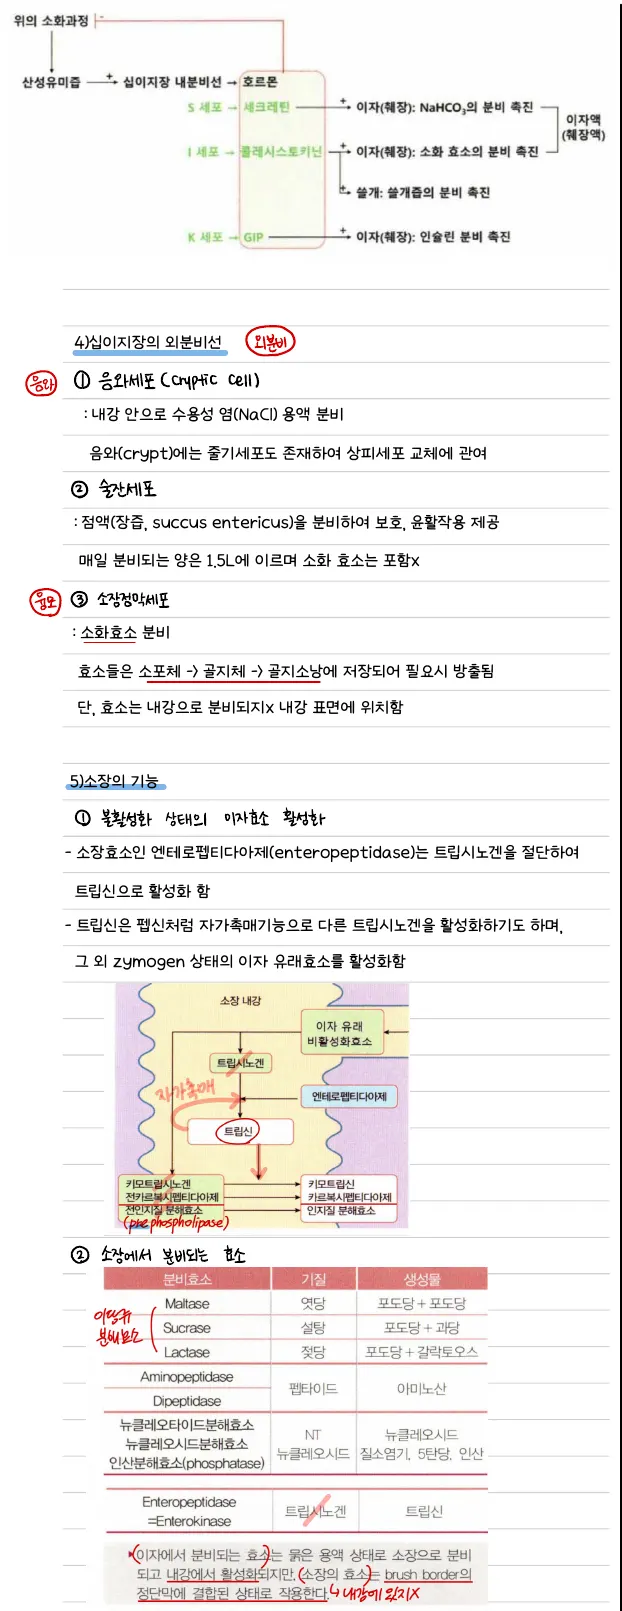 위의 소화과정 -
산성유미즙 + 십이지장 내분비선 → 호르몬
S 세포 → 세크레틴 + 이자(췌장): NaHCO₃의 분비 촉진
이자액
(췌장액)
I 세포 → 콜레시스토키닌 + 이자(췌장): 소화 효소의 분비 촉진
+ 쓸개: 쓸개즙의 분비 촉진
K 세포 → GIP + 이자(췌장): 인슐린 분비 촉진
4)십이지장의 외분비선 외분비
음와 ① 음와세포(cryptic cell)
: 내강 안으로 수용성 염(NaCl) 용액 분비
음와(crypt)에는 줄기세포도 존재하여 상피세포 교체에 관여
② 술잔세포
: 점액(장즙, succus entericus)을 분비하여 보호, 윤활작용 제공
매일 분비되는 양은 1.5L에 이르며 소화 효소는 포함x
융모 ③ 소장점막세포
: 소화효소 분비
효소들은 소포체 -> 골지체 -> 골지소낭에 저장되어 필요시 방출됨
단, 효소는 내강으로 분비되지x 내강 표면에 위치함
5)소장의 기능
① 불활성화 상태의 이자효소 활성화
- 소장효소인 엔테로펩티다아제(enteropeptidase)는 트립시노겐을 절단하여
트립신으로 활성화 함
- 트립신은 펩신처럼 자가촉매기능으로 다른 트립시노겐을 활성화하기도 하며,
그 외 zymogen 상태의 이자 유래효소를 활성화함
소장 내강
이자 유래
비활성화효소
트립시노겐
자가촉매
엔테로펩티다아제
트립신
키모트립시노겐 키모트립신
전카르복시펩티다아제 카르복시펩티다아제
전인지질 분해효소 인지질 분해효소
(prephospholipase)
② 소장에서 분비되는 효소
분비효소 기질 생성물
이당류
분해효소
Maltase 엿당 포도당 + 포도당
Sucrase 설탕 포도당 + 과당
Lactase 젖당 포도당 + 갈락토오스
Aminopeptidase
Dipeptidase
펩타이드 아미노산
뉴클레오타이드분해효소
뉴클레오시드분해효소
인산분해효소(phosphatase)
NT
뉴클레오시드
뉴클레오시드
질소염기, 5탄당, 인산
Enteropeptidase
=Enterokinase
트립시노겐 트립신
(이자에서 분비되는 효소)는 묽은 용액 상태로 소장으로 분비
되고 내강에서 활성화되지만, (소장의 효소)는 brush border의
정단막에 결합된 상태로 작용한다. ↳ 내강에 있지X